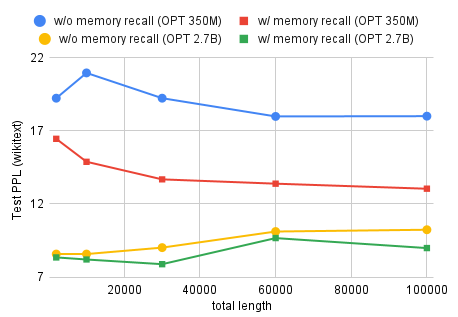 w/o memory recall (OPT 350M) w/ memory recall (OPT 350M)
w/o memory recall (OPT 2.7B) w/ memory recall (OPT 2.7B)
Test PPL (wikitext)
22
17
12
7
20000 40000 60000 80000 100000
total length